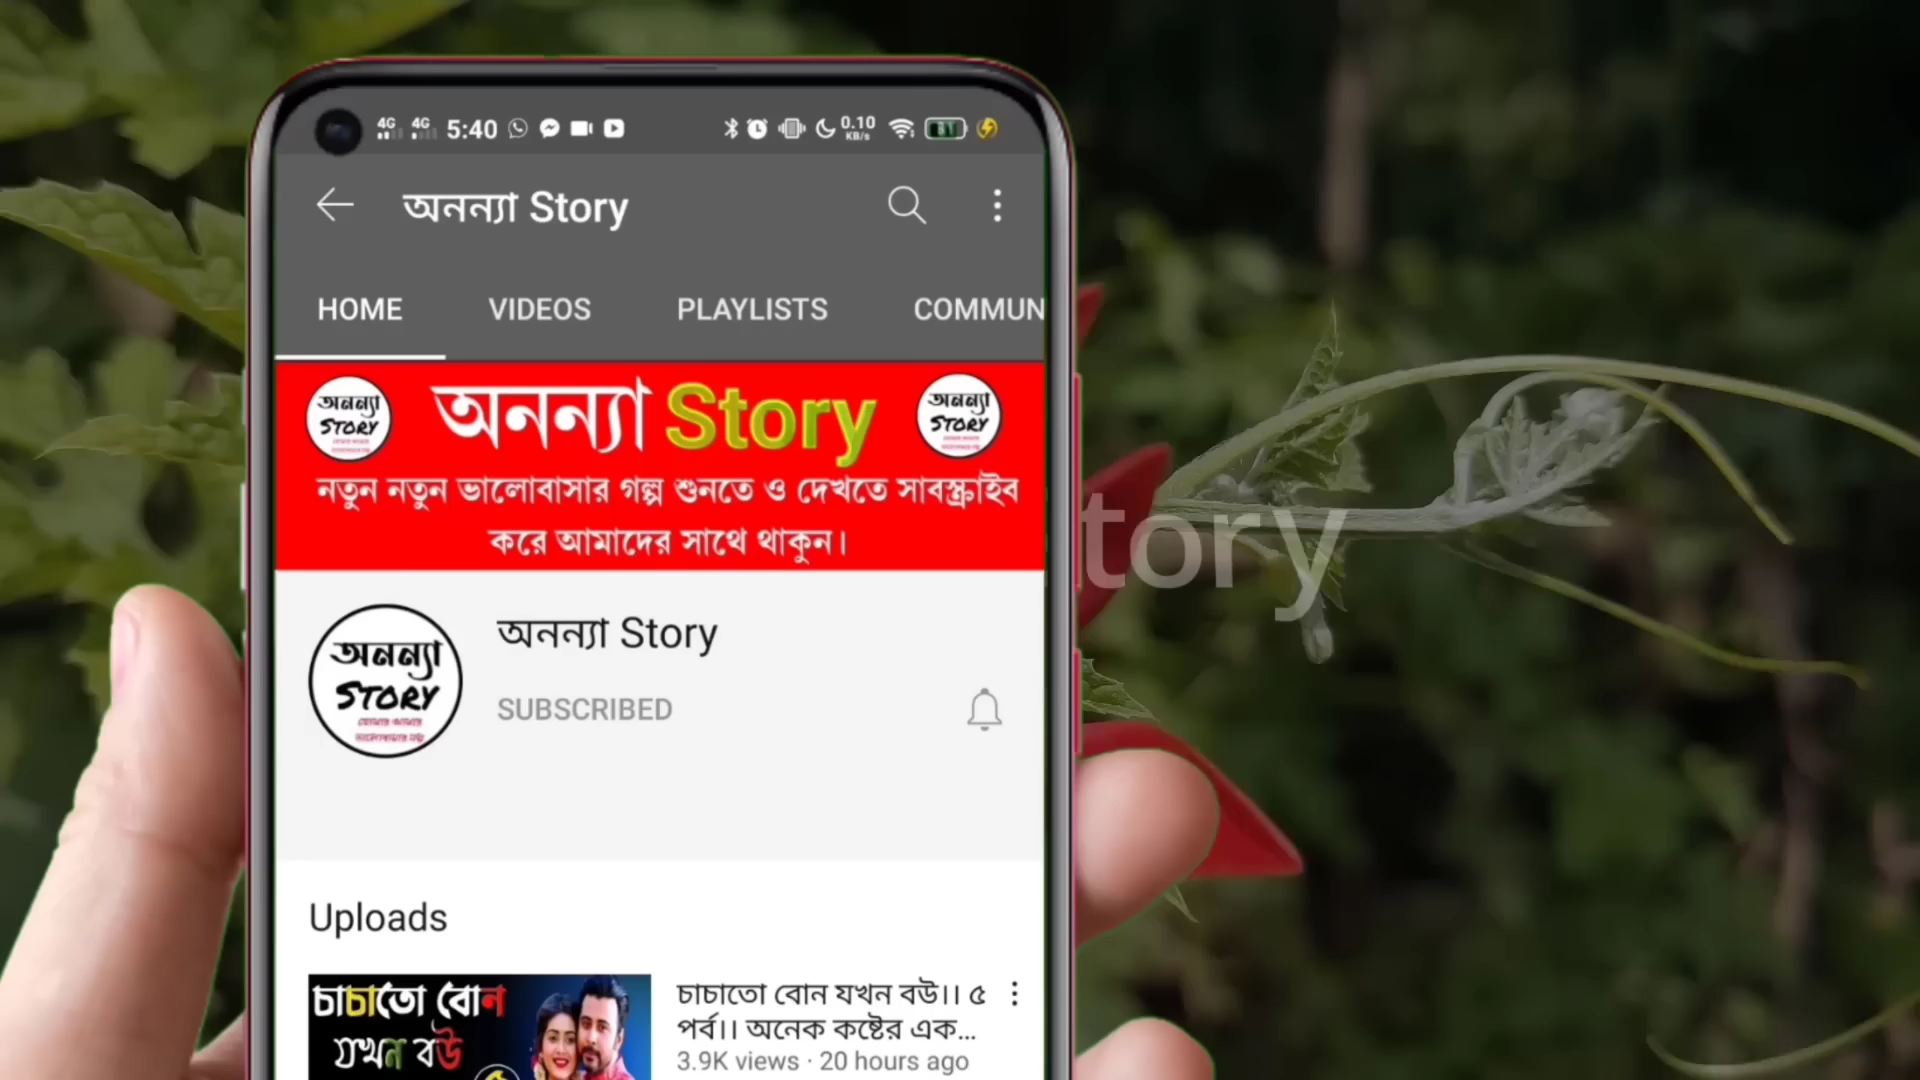 4G 4G 5:40 0.10 KB/s
অনন্যা Story
HOME VIDEOS PLAYLISTS COMMUN
অনন্যা STORY অনন্যা Story অনন্যা STORY
নতুন নতুন ভালোবাসার গল্প শুনতে ও দেখতে সাবস্ক্রাইব
করে আমাদের সাথে থাকুন।
tory
অনন্যা
STORY
অনন্যা Story
SUBSCRIBED
Uploads
চাচাতো বোন
যখন বউ
চাচাতো বোন যখন বউ।। ৫
পর্ব।। অনেক কষ্টের এক...
3.9K views · 20 hours ago